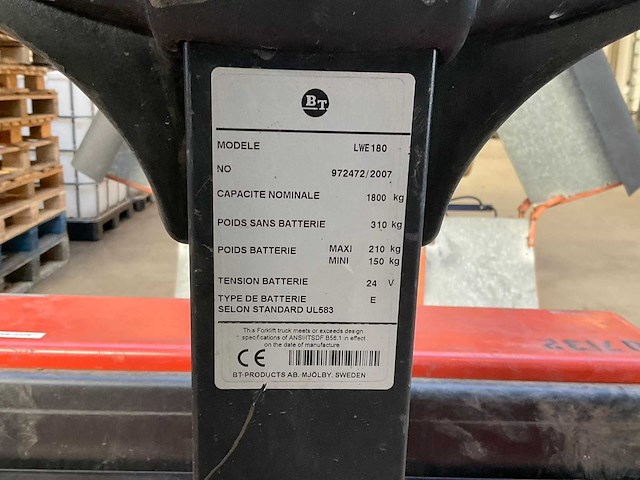 BT
MODELE LWE180
NO 972472/2007
CAPACITE NOMINALE 1800 kg
POIDS SANS BATTERIE 310 kg
POIDS BATTERIE MAXI 210 kg
MINI 150 kg
TENSION BATTERIE 24 V
TYPE DE BATTERIE E
SELON STANDARD UL583
This Forklift truck meets or exceeds design
specifications of ANSI/ITSDF B56.1 in effect
on the date of manufacture
CE
BT-PRODUCTS AB. MJÖLBY. SWEDEN